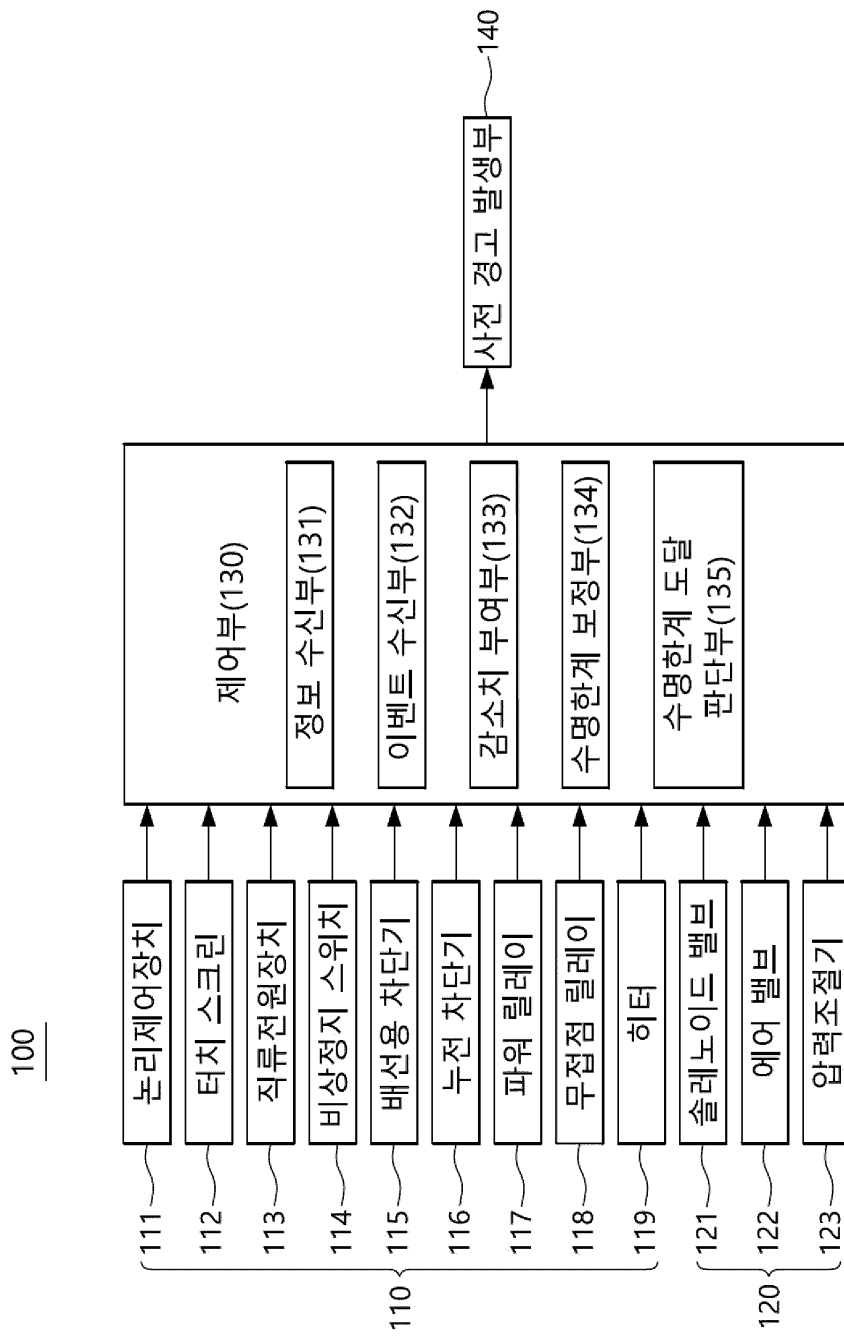 100
111
논리제어장치
112
터치 스크린
113
직류전원장치
114
비상정지 스위치
115
배선용 차단기
116
누전 차단기
117
파워 릴레이
118
무접점 릴레이
119
히터
110
121
솔레노이드 밸브
122
에어 밸브
123
압력조절기
120
제어부(130)
정보 수신부(131)
이벤트 수신부(132)
감소치 부여부(133)
수명한계 보정부(134)
수명한계 도달
판단부(135)
사전 경고 발생부
140